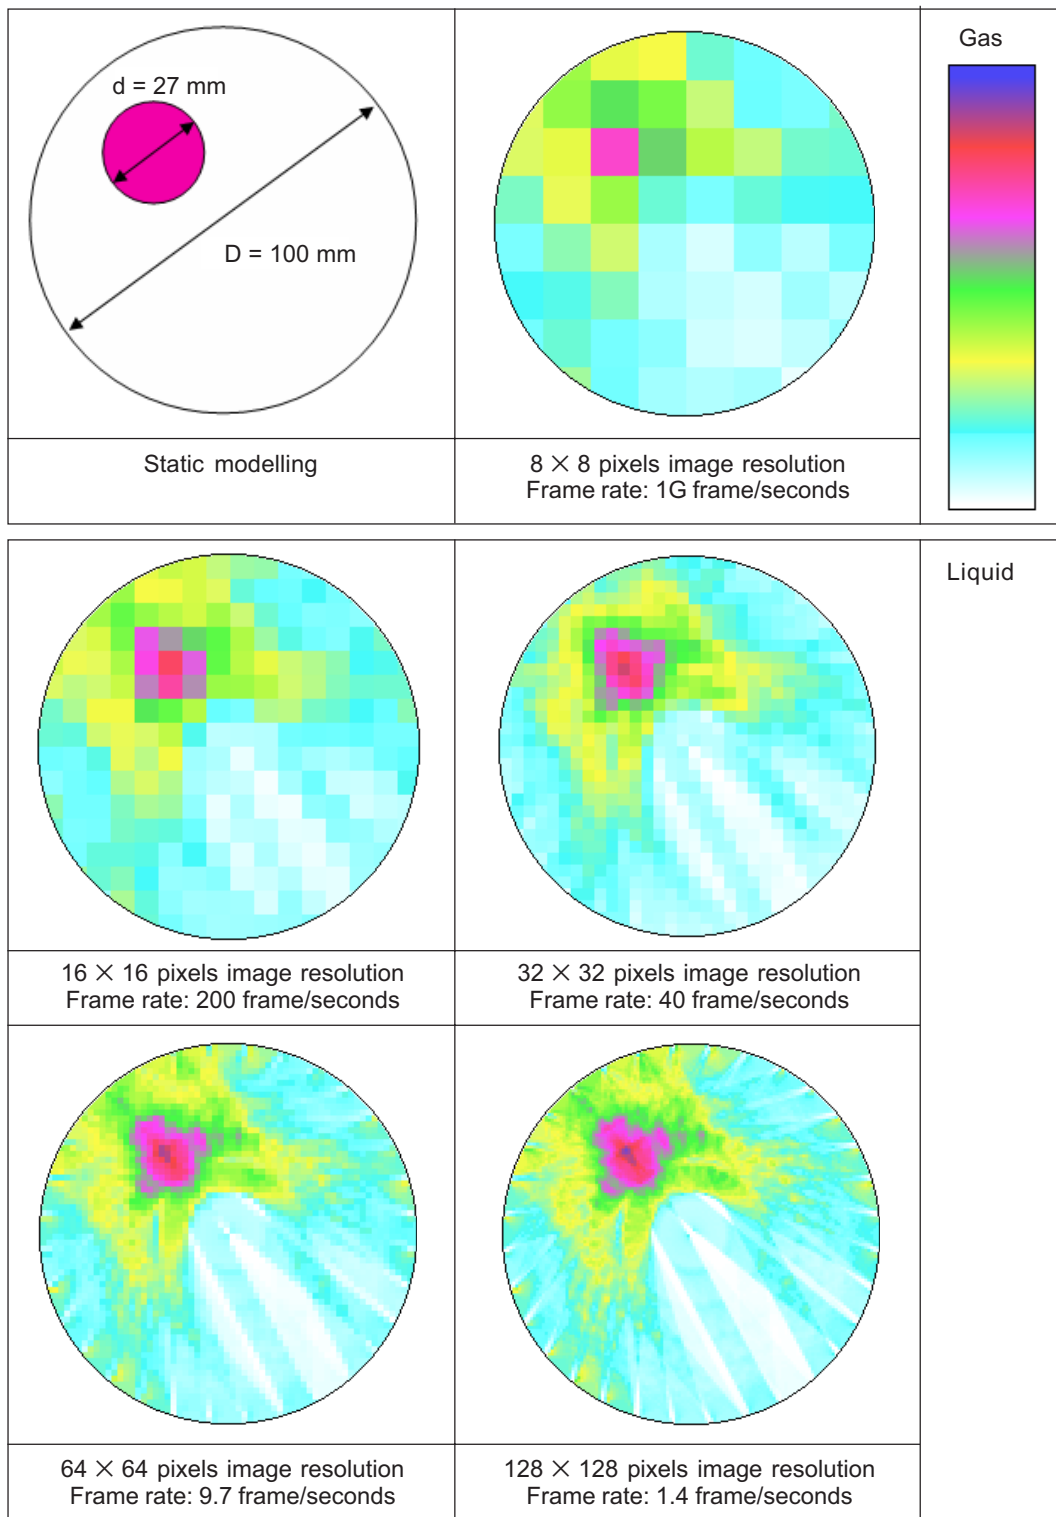 d = 27 mm
D = 100 mm
Gas
Static modelling
8 × 8 pixels image resolution
Frame rate: 1G frame/seconds
Liquid
16 × 16 pixels image resolution
Frame rate: 200 frame/seconds
32 × 32 pixels image resolution
Frame rate: 40 frame/seconds
64 × 64 pixels image resolution
Frame rate: 9.7 frame/seconds
128 × 128 pixels image resolution
Frame rate: 1.4 frame/seconds